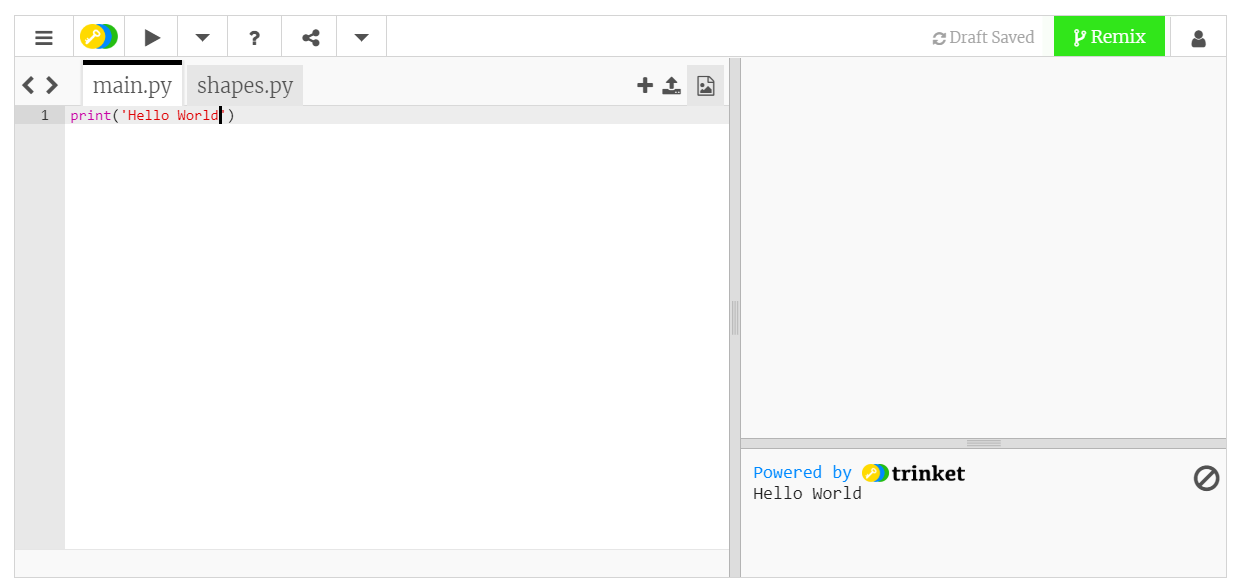 ? Draft Saved Remix
main.py shapes.py
1 print('Hello World')
Powered by trinket
Hello World